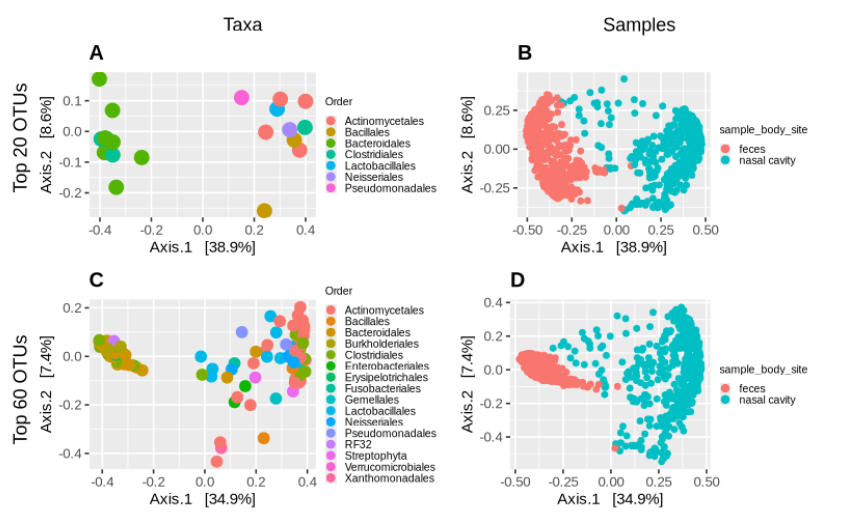 Taxa
Samples
A
B
Top 20 OTUs
Axis.2 [8.6%]
0.1
0.0
-0.1
-0.2
-0.4
-0.2
0.0
0.2
0.4
Axis.1 [38.9%]
Order
Actinomycetales
Bacillales
Bacteroidales
Clostridiales
Lactobacillales
Neisseriales
Pseudomonadales
Axis.2 [8.6%]
0.25
0.00
-0.25
-0.50
-0.25
0.00
0.25
0.50
Axis.1 [38.9%]
sample_body_site
feces
nasal cavity
C
D
Top 60 OTUs
Axis.2 [7.4%]
0.2
0.0
-0.2
-0.4
-0.4
-0.2
0.0
0.2
0.4
Axis.1 [34.9%]
Order
Actinomycetales
Bacillales
Bacteroidales
Burkholderiales
Clostridiales
Enterobacteriales
Erysipelotrichales
Fusobacteriales
Gemellales
Lactobacillales
Neisseriales
Pseudomonadales
RF32
Streptophyta
Verrucomicrobiales
Xanthomonadales
Axis.2 [7.4%]
0.4
0.2
0.0
-0.2
-0.4
-0.50
-0.25
0.00
0.25
0.50
Axis.1 [34.9%]
sample_body_site
feces
nasal cavity